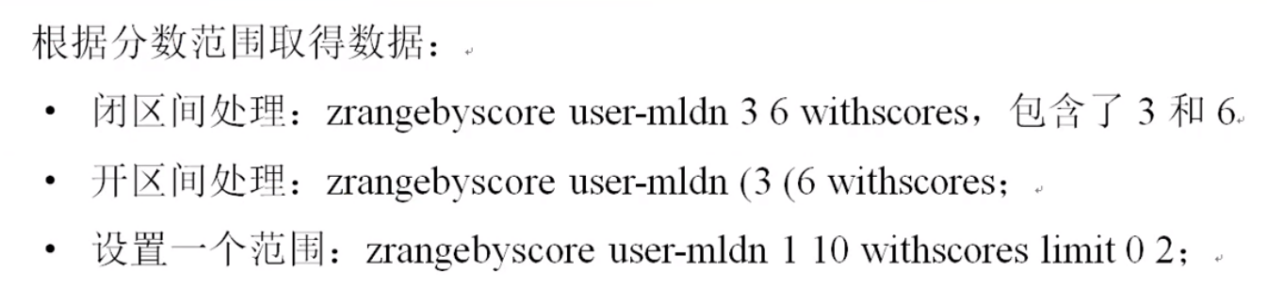 根据分数范围取得数据：
• 闭区间处理：zrangebyscore user-mldn 3 6 withscores，包含了 3 和 6
• 开区间处理：zrangebyscore user-mldn (3 (6 withscores；
• 设置一个范围：zrangebyscore user-mldn 1 10 withscores limit 0 2；